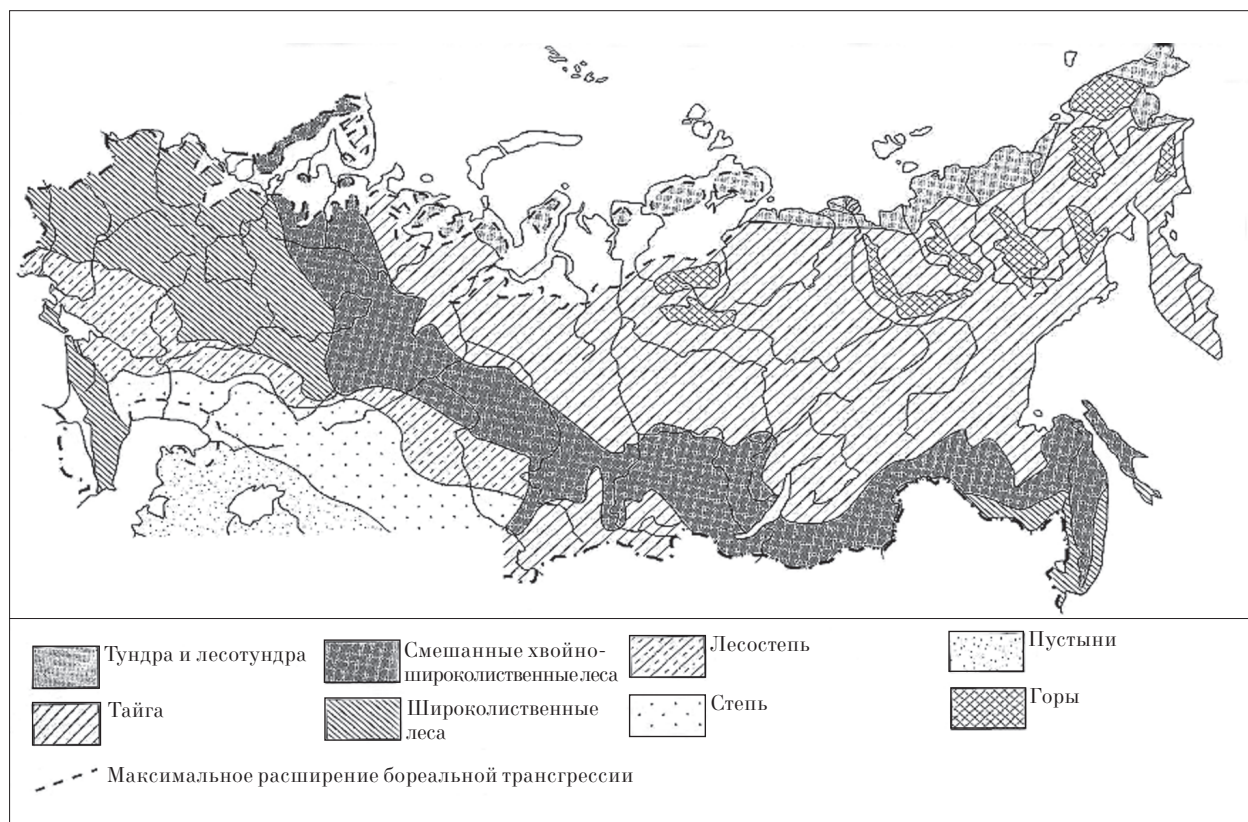 Тундра и лесотундра
Смешанные хвойно-
широколиственные леса
Лесостепь
Пустыни
Тайга
Широколиственные
леса
Степь
Горы
Максимальное расширение бореальной трансгрессии